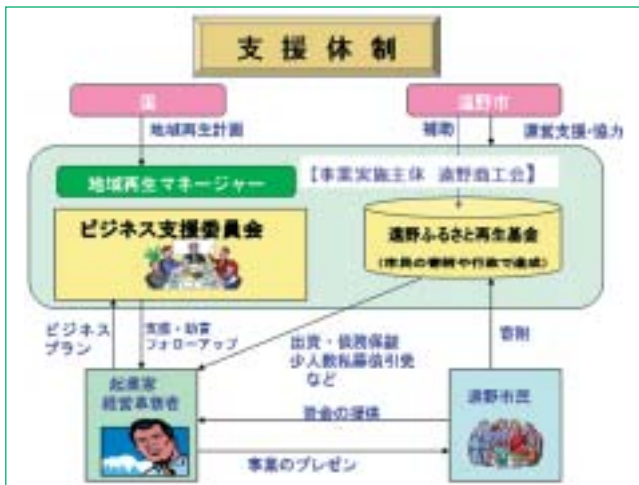 支援体制
国
遠野市
地域再生計画
補助
運営支援・協力
地域再生マネージャー
【事業実施主体 遠野商工会】
ビジネス支援委員会
遠野ふるさと再生基金
(市民の寄附や行政で造成)
ビジネス
プラン
支援・助言
フォローアップ
出資・債務保証
少人数私募債引受
など
寄附
起業家
経営革新者
遠野市民
資金の提供
事業のプレゼン